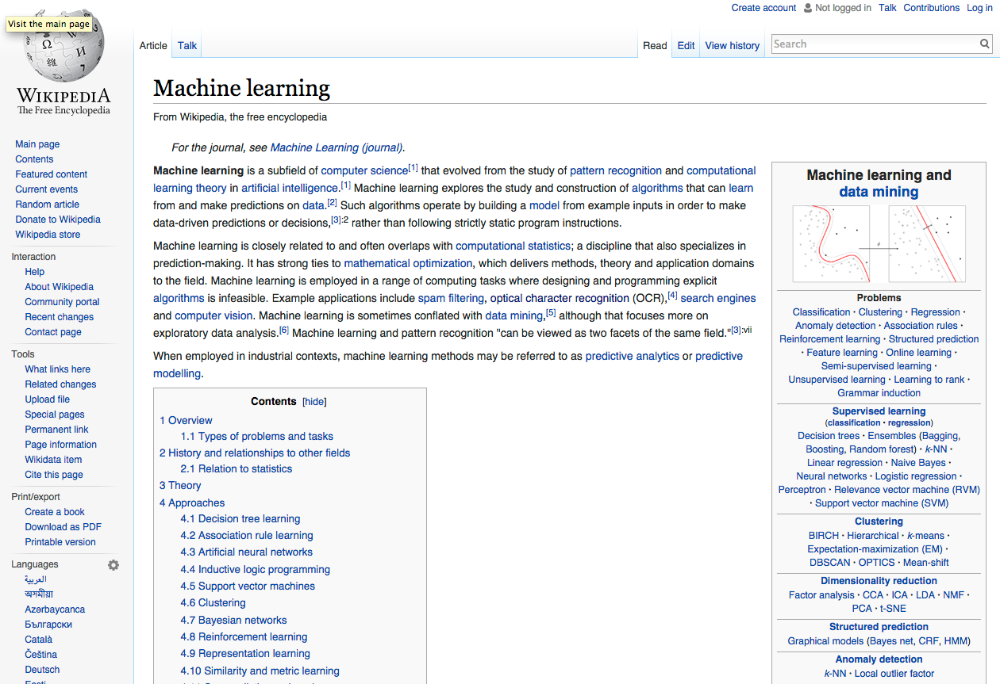 Create account Not logged in Talk Contributions Log in
Visit the main page
WIKIPEDIA
The Free Encyclopedia
Article Talk
Read Edit View history
Search
Main page
Contents
Featured content
Current events
Random article
Donate to Wikipedia
Wikipedia store
Interaction
Help
About Wikipedia
Community portal
Recent changes
Contact page
Tools
What links here
Related changes
Upload file
Special pages
Permanent link
Page information
Wikidata item
Cite this page
Print/export
Create a book
Download as PDF
Printable version
Languages
العربية
অসমীয়া
Azərbaycanca
Български
Català
Čeština
Deutsch
Eesti
Machine learning
From Wikipedia, the free encyclopedia
For the journal, see Machine Learning (journal).
Machine learning is a subfield of computer science[1] that evolved from the study of pattern recognition and computational
learning theory in artificial intelligence.[1] Machine learning explores the study and construction of algorithms that can learn
from and make predictions on data.[2] Such algorithms operate by building a model from example inputs in order to make
data-driven predictions or decisions,[3]:2 rather than following strictly static program instructions.
Machine learning is closely related to and often overlaps with computational statistics; a discipline that also specializes in
prediction-making. It has strong ties to mathematical optimization, which delivers methods, theory and application domains
to the field. Machine learning is employed in a range of computing tasks where designing and programming explicit
algorithms is infeasible. Example applications include spam filtering, optical character recognition (OCR),[4] search engines
and computer vision. Machine learning is sometimes conflated with data mining,[5] although that focuses more on
exploratory data analysis.[6] Machine learning and pattern recognition "can be viewed as two facets of the same field."[3]:vii
When employed in industrial contexts, machine learning methods may be referred to as predictive analytics or predictive
modelling.
Contents [hide]
1 Overview
1.1 Types of problems and tasks
2 History and relationships to other fields
2.1 Relation to statistics
3 Theory
4 Approaches
4.1 Decision tree learning
4.2 Association rule learning
4.3 Artificial neural networks
4.4 Inductive logic programming
4.5 Support vector machines
4.6 Clustering
4.7 Bayesian networks
4.8 Reinforcement learning
4.9 Representation learning
4.10 Similarity and metric learning
Machine learning and
data mining
Problems
Classification · Clustering · Regression ·
Anomaly detection · Association rules ·
Reinforcement learning · Structured prediction
· Feature learning · Online learning ·
Semi-supervised learning ·
Unsupervised learning · Learning to rank ·
Grammar induction
Supervised learning
(classification · regression)
Decision trees · Ensembles (Bagging,
Boosting, Random forest) · k-NN ·
Linear regression · Naive Bayes ·
Neural networks · Logistic regression ·
Perceptron · Relevance vector machine (RVM)
· Support vector machine (SVM)
Clustering
BIRCH · Hierarchical · k-means ·
Expectation-maximization (EM) ·
DBSCAN · OPTICS · Mean-shift
Dimensionality reduction
Factor analysis · CCA · ICA · LDA · NMF ·
PCA · t-SNE
Structured prediction
Graphical models (Bayes net, CRF, HMM)
Anomaly detection
k-NN · Local outlier factor